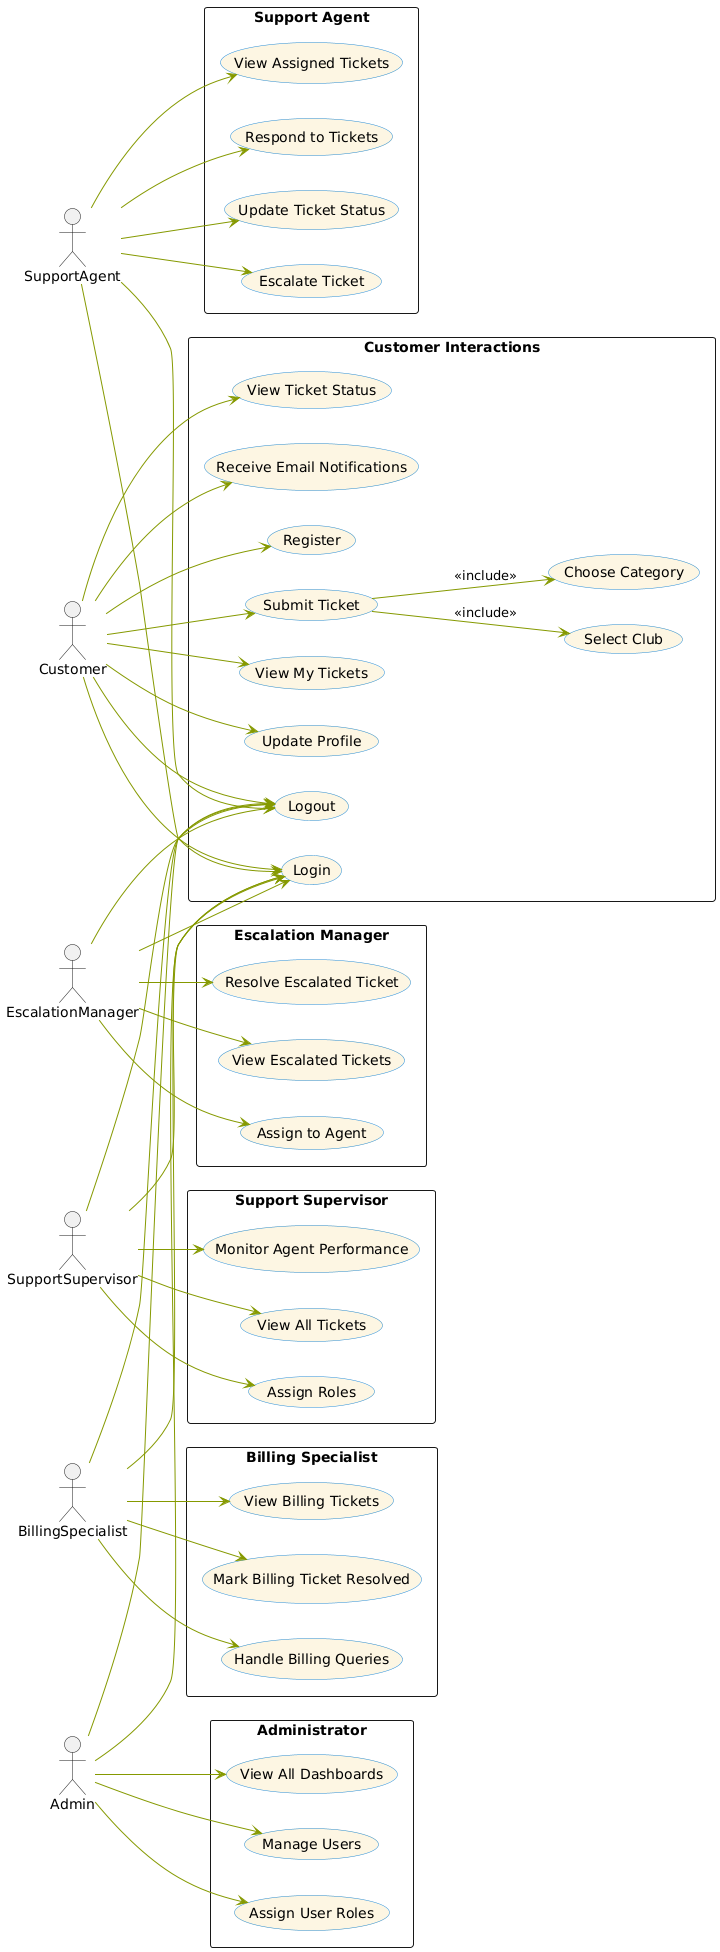 Support Agent
View Assigned Tickets
Respond to Tickets
Update Ticket Status
Escalate Ticket
SupportAgent
Customer Interactions
View Ticket Status
Receive Email Notifications
Register
Submit Ticket
«include»
Choose Category
«include»
Select Club
View My Tickets
Update Profile
Logout
Login
Customer
Escalation Manager
Resolve Escalated Ticket
View Escalated Tickets
Assign to Agent
EscalationManager
Support Supervisor
Monitor Agent Performance
View All Tickets
Assign Roles
SupportSupervisor
Billing Specialist
View Billing Tickets
Mark Billing Ticket Resolved
Handle Billing Queries
BillingSpecialist
Administrator
View All Dashboards
Manage Users
Assign User Roles
Admin